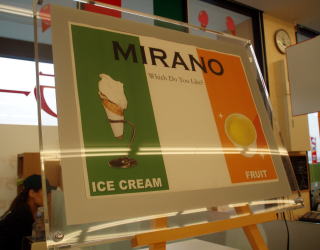 MIRANO
Which Do You Like?
ICE CREAM
FRUIT